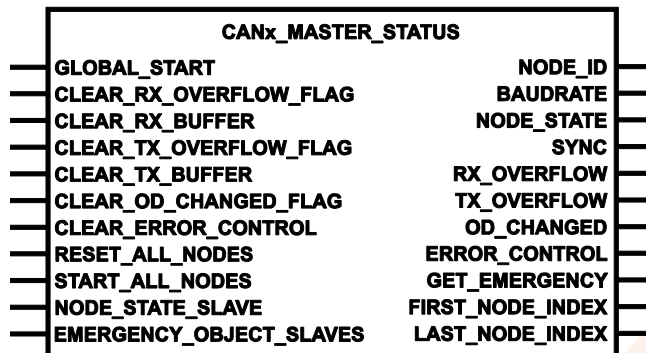 CANx_MASTER_STATUS
GLOBAL_START NODE_ID
CLEAR_RX_OVERFLOW_FLAG BAUDRATE
CLEAR_RX_BUFFER NODE_STATE
CLEAR_TX_OVERFLOW_FLAG SYNC
CLEAR_TX_BUFFER RX_OVERFLOW
CLEAR_OD_CHANGED_FLAG TX_OVERFLOW
CLEAR_ERROR_CONTROL OD_CHANGED
RESET_ALL_NODES ERROR_CONTROL
START_ALL_NODES GET_EMERGENCY
NODE_STATE_SLAVE FIRST_NODE_INDEX
EMERGENCY_OBJECT_SLAVES LAST_NODE_INDEX